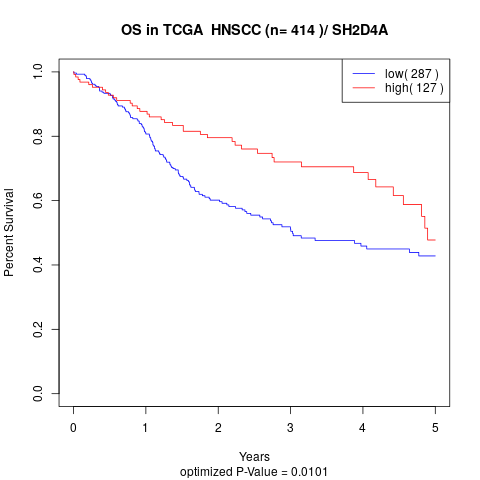 OS in TCGA  HNSCC (n= 414 )/ SH2D4A
low( 287 )
high( 127 )
Percent Survival
1.0
0.8
0.6
0.4
0.2
0.0
0 1 2 3 4 5
Years
optimized P-Value = 0.0101